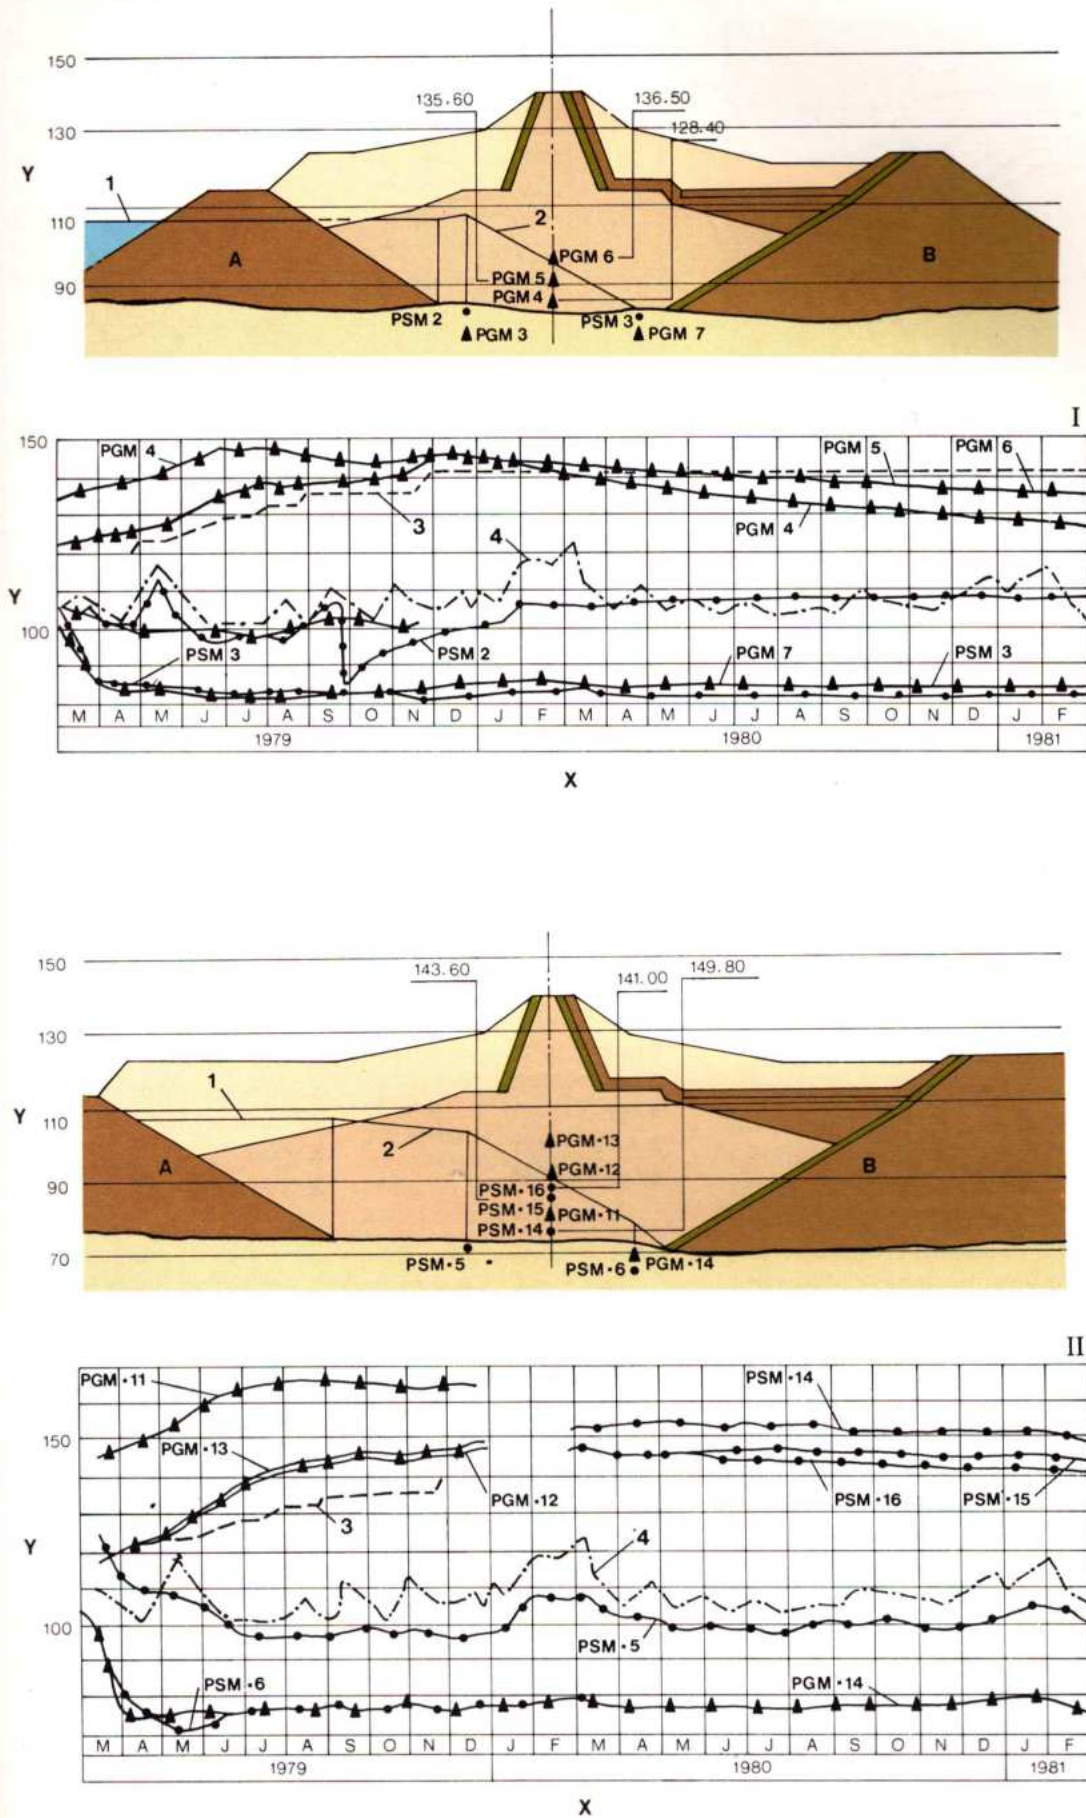 150
135.60 136.50
130 128.40
Y
1
110 2
A PGM 6 B
PGM 5
90 PGM 4
PSM 2 PSM 3
PGM 3 PGM 7
I
150
PGM 4 PGM 5 PGM 6
PGM 4
3
4
Y
100
PSM 3 PSM 2 PGM 7 PSM 3
M A M J J A S O N D J F M A M J J A S O N D J F
1979 1980 1981
X
150
143.60 141.00 149.80
130
1
Y 110
2 PGM•13
A PGM•12 B
90 PSM•16
PSM•15 PGM•11
PSM•14
70 PSM•5 PSM•6 PGM•14
II
PGM•11 PSM•14
150
PGM•13
PGM•12 PSM•16 PSM•15
3
Y 4
100
PSM•5
PSM•6 PGM•14
M A M J J A S O N D J F M A M J J A S O N D J F
1979 1980 1981
X